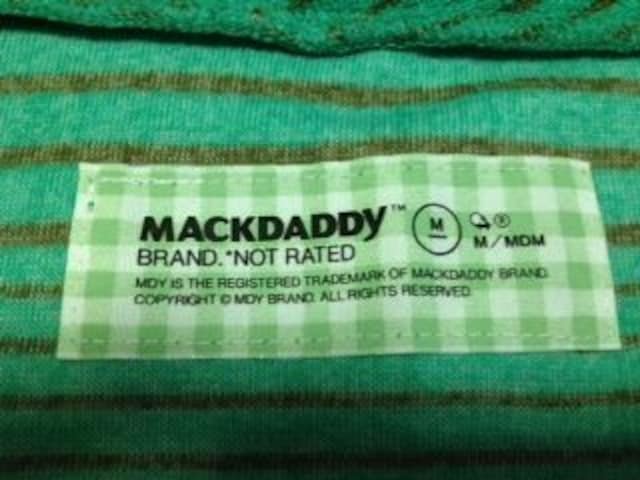 MACKDADDY™ M ®
M/MDM
BRAND.*NOT RATED
MDY IS THE REGISTERED TRADEMARK OF MACKDADDY BRAND.
COPYRIGHT © MDY BRAND. ALL RIGHTS RESERVED.